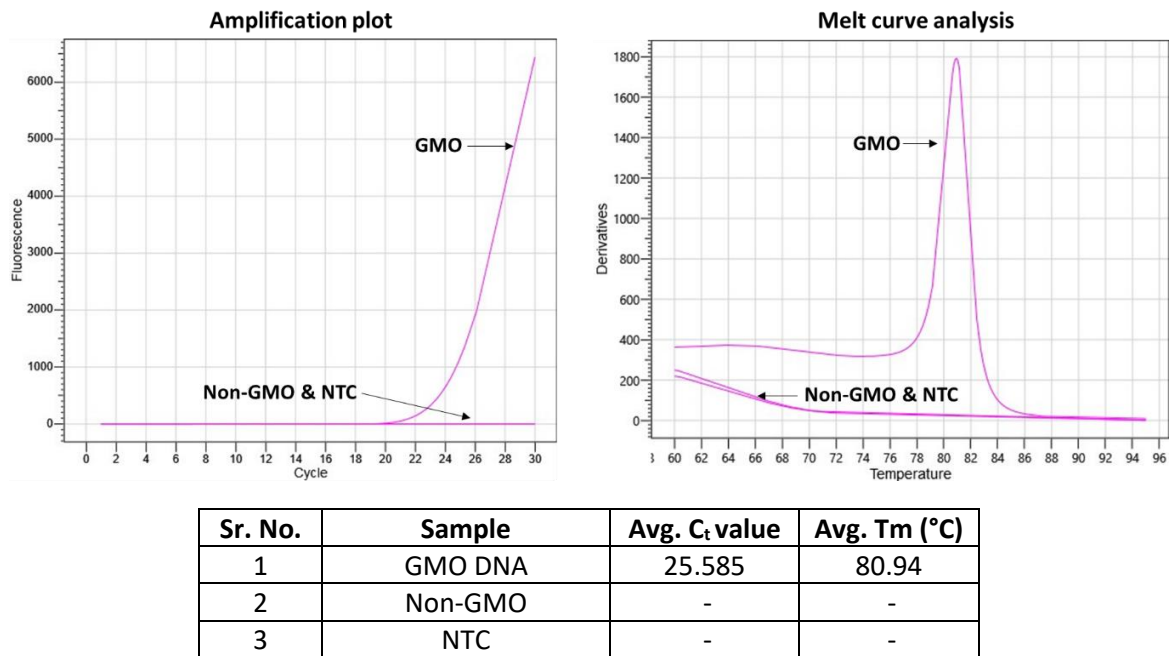 Amplification plot
Melt curve analysis
Fluorescence
6000
5000
4000
3000
2000
1000
0
GMO
Non-GMO & NTC
0 2 4 6 8 10 12 14 16 18 20 22 24 26 28 30
Cycle
Derivatives
1800
1600
1400
1200
1000
800
600
400
200
0
GMO
Non-GMO & NTC
60 62 64 66 68 70 72 74 76 78 80 82 84 86 88 90 92 94 96
Temperature
Sr. No. Sample Avg. Ct value Avg. Tm (°C)
1 GMO DNA 25.585 80.94
2 Non-GMO - -
3 NTC - -